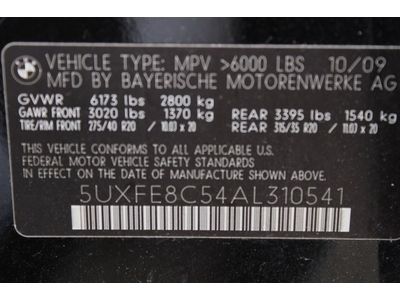 BMW
VEHICLE TYPE: MPV >6000 LBS 10/09
MFD BY BAYERISCHE MOTORENWERKE AG
GVWR 6173 lbs 2800 kg
GAWR FRONT 3020 lbs 1370 kg REAR 3395 lbs 1540 kg
TIRE/RIM FRONT 275/40 R20 // 10.0J x 20 REAR 315/35 R20 // 11.0J x 20
THIS VEHICLE CONFORMS TO ALL APPLICABLE U.S.
FEDERAL MOTOR VEHICLE SAFETY STANDARDS
IN EFFECT ON THE DATE OF MANUFACTURE SHOWN ABOVE.
5UXFE8C54AL310541